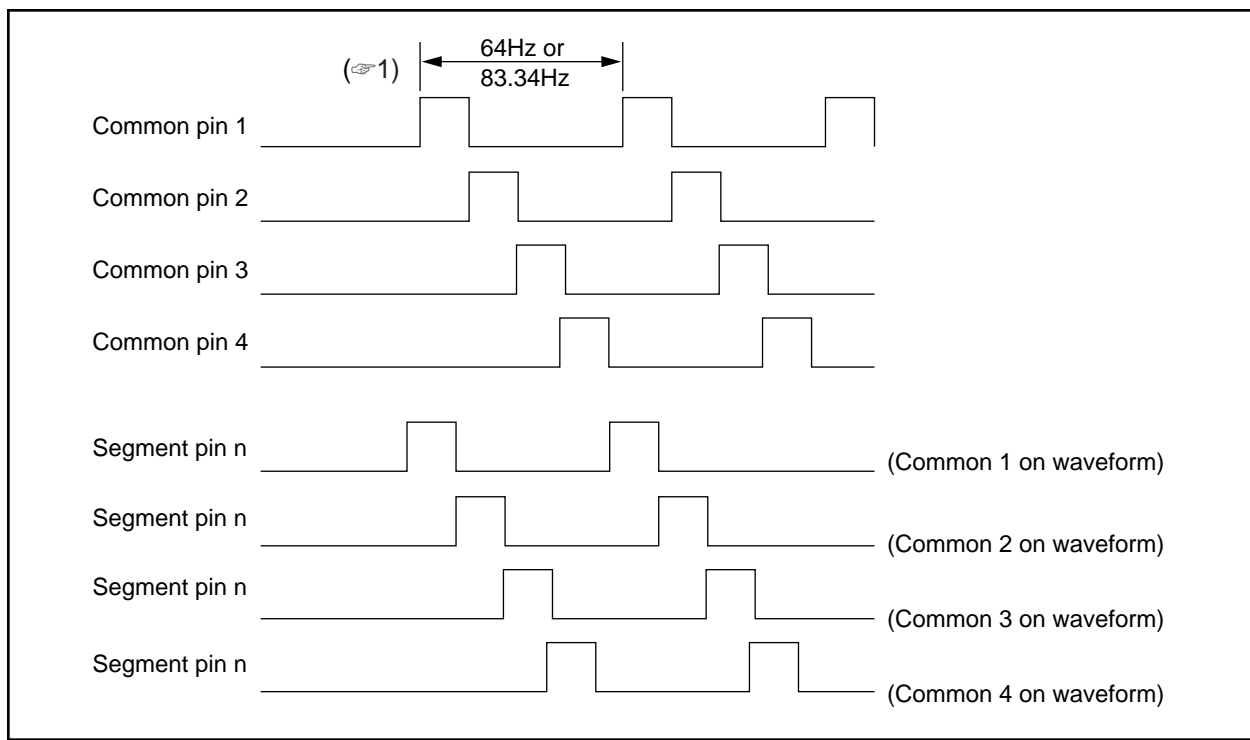 64Hz or
(☞1)
83.34Hz
Common pin 1
Common pin 2
Common pin 3
Common pin 4
Segment pin n
(Common 1 on waveform)
Segment pin n
(Common 2 on waveform)
Segment pin n
(Common 3 on waveform)
Segment pin n
(Common 4 on waveform)